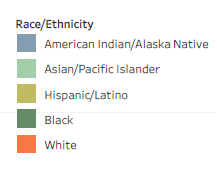 Race/Ethnicity
American Indian/Alaska Native
Asian/Pacific Islander
Hispanic/Latino
Black
White